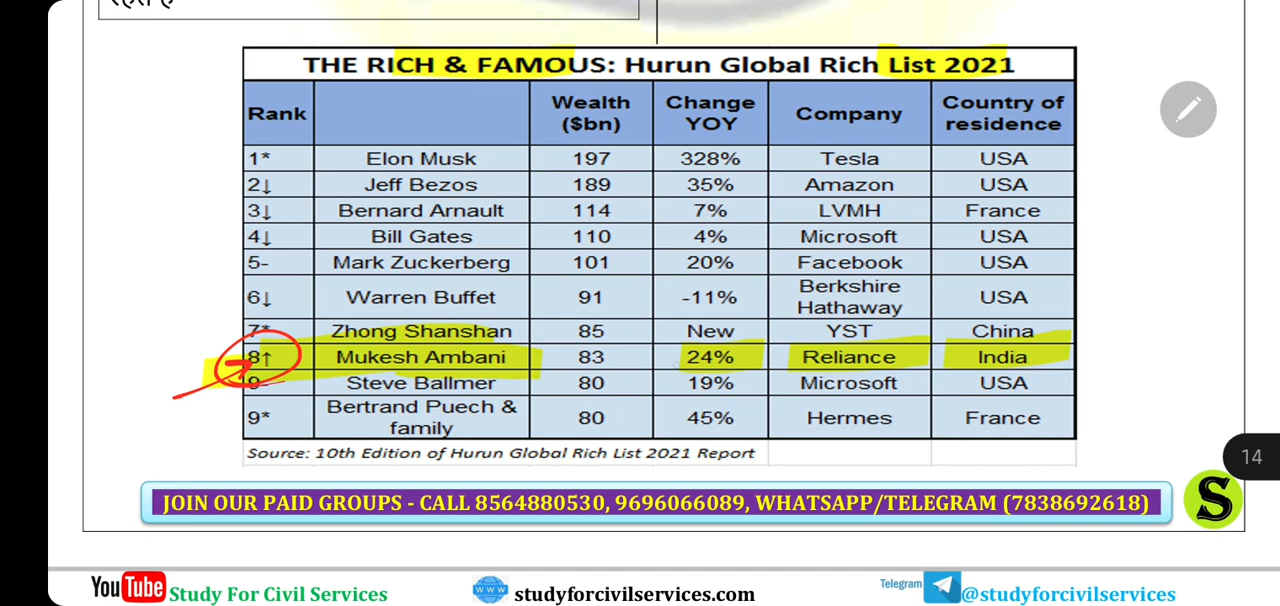 रहते हैं
THE RICH & FAMOUS: Hurun Global Rich List 2021
Rank Wealth ($bn) Change YOY Company Country of residence
1* Elon Musk 197 328% Tesla USA
2↓ Jeff Bezos 189 35% Amazon USA
3↓ Bernard Arnault 114 7% LVMH France
4↓ Bill Gates 110 4% Microsoft USA
5- Mark Zuckerberg 101 20% Facebook USA
6↓ Warren Buffet 91 -11% Berkshire Hathaway USA
7* Zhong Shanshan 85 New YST China
8↑ Mukesh Ambani 83 24% Reliance India
9- Steve Ballmer 80 19% Microsoft USA
9* Bertrand Puech & family 80 45% Hermes France
Source: 10th Edition of Hurun Global Rich List 2021 Report
14
JOIN OUR PAID GROUPS - CALL 8564880530, 9696066089, WHATSAPP/TELEGRAM (7838692618)
S
YouTube Study For Civil Services
WWW studyforcivilservices.com
Telegram @studyforcivilservices